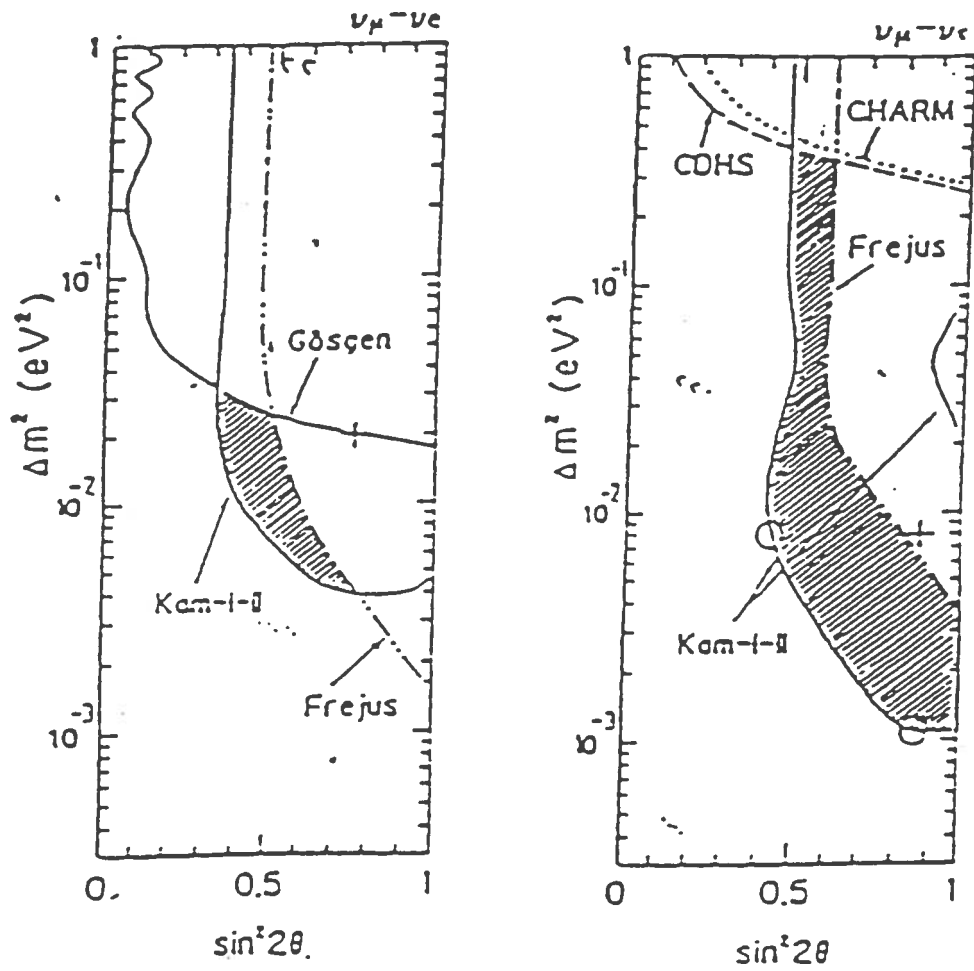 νμ–νe
1
10⁻¹
10⁻²
10⁻³
Δm² (eV²)
Gösgen
Kam-I-II
Frejus
0.
0.5
1
sin²2θ.
νμ–ντ
1
CDHS
CHARM
Frejus
10⁻¹
10⁻²
10⁻³
Δm² (eV²)
Kam-I-II
0
0.5
1
sin²2θ